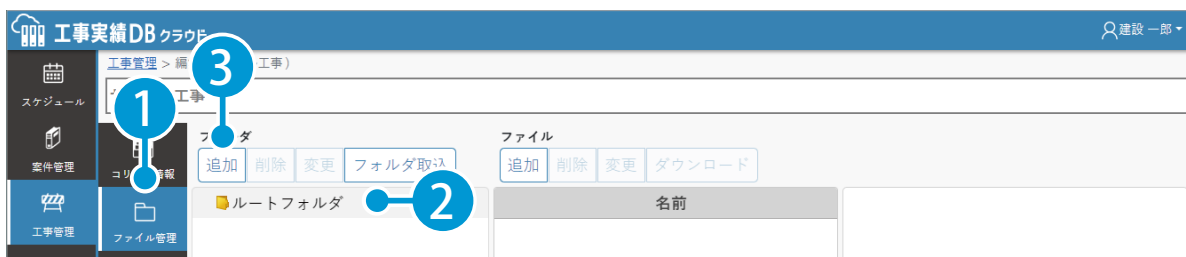 工事実績DBクラウド
建設 一郎
スケジュール
案件管理
工事管理
工事管理 > 編 工事)
工事
1
2
3
ファイル管理
フォルダ
追加 削除 変更 フォルダ取込
ルートフォルダ
ファイル
追加 削除 変更 ダウンロード
名前